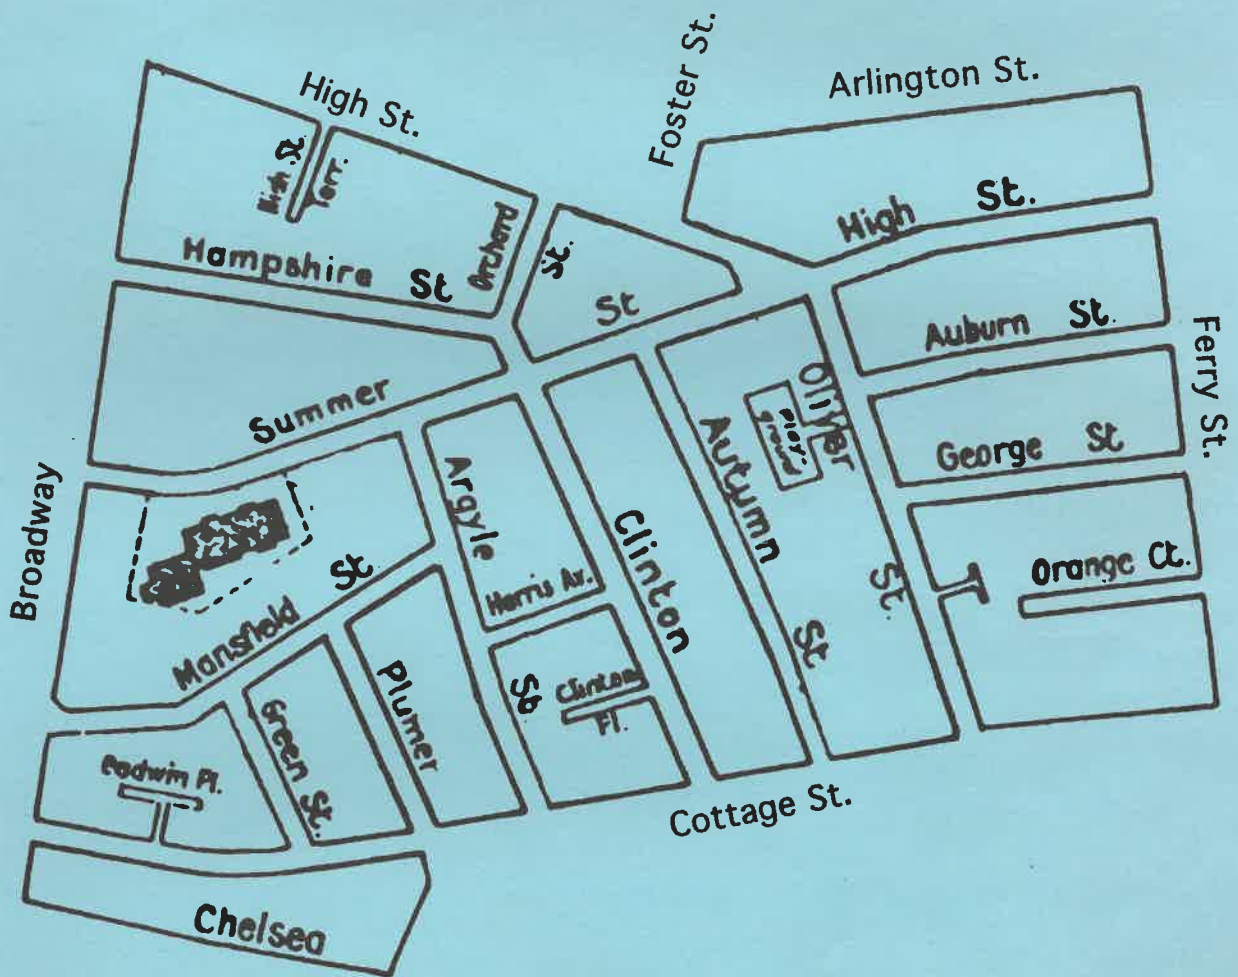 High St.
Foster St.
Arlington St.
High St.
Terr.
High St.
Hampshire St
Orchard St.
St
Auburn St.
Ferry St.
Summer
Oliver St
play-
ground
Autumn St
George St
Broadway
Argyle St
Clinton
Harris Av.
Orange Ct.
Mansfield St
Plumer
Clinton
Pl.
Green St.
Cottage St.
Chelsea